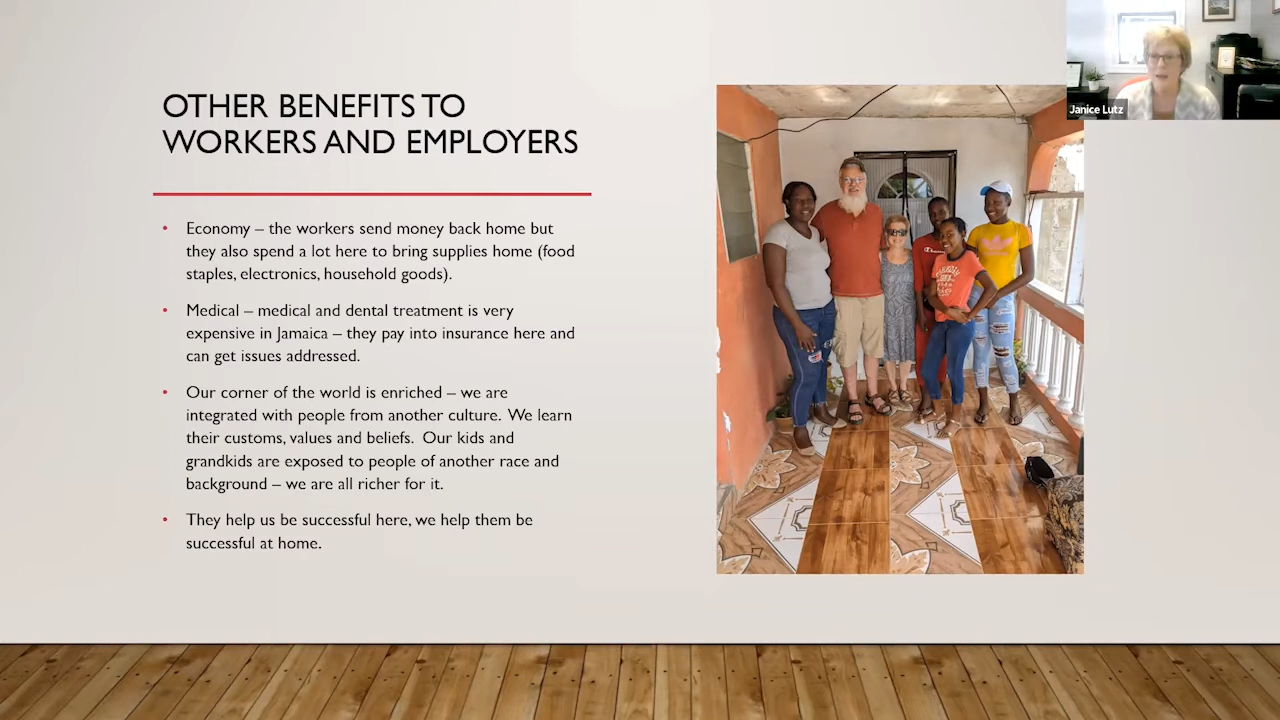 OTHER BENEFITS TO
WORKERS AND EMPLOYERS
• Economy – the workers send money back home but
they also spend a lot here to bring supplies home (food
staples, electronics, household goods).
• Medical – medical and dental treatment is very
expensive in Jamaica – they pay into insurance here and
can get issues addressed.
• Our corner of the world is enriched – we are
integrated with people from another culture.  We learn
their customs, values and beliefs.  Our kids and
grandkids are exposed to people of another race and
background – we are all richer for it.
• They help us be successful here, we help them be
successful at home.
Janice Lutz